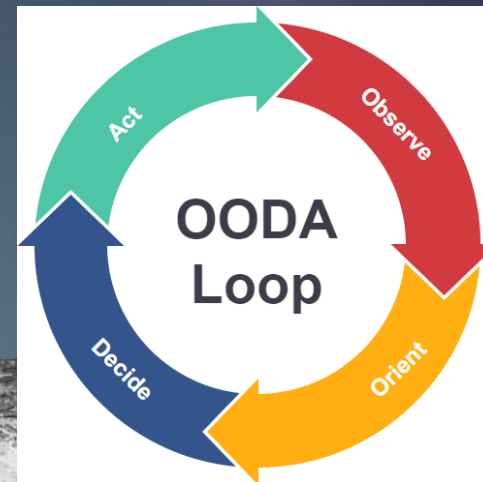 OODA
Loop
Observe
Orient
Decide
Act